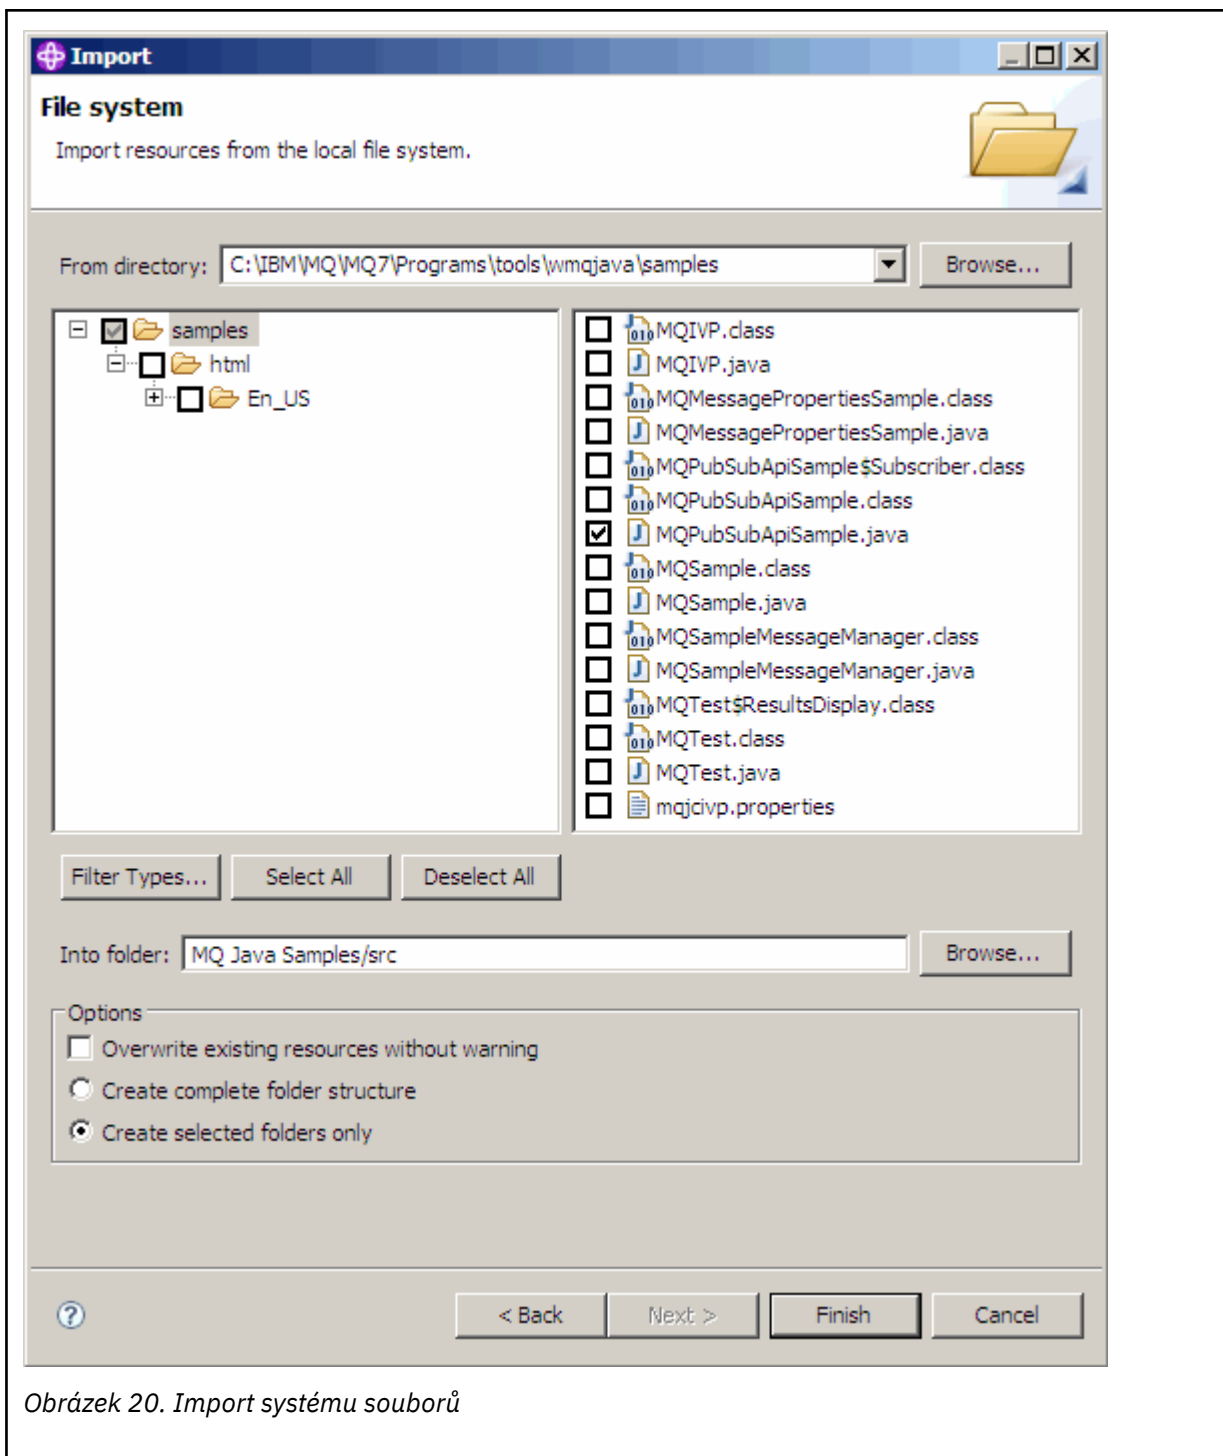 Import
File system
Import resources from the local file system.
From directory: C:\IBM\MQ\MQ7\Programs\tools\wmqjava\samples Browse...
samples
html
En_US
MQIVP.class
MQIVP.java
MQMessagePropertiesSample.class
MQMessagePropertiesSample.java
MQPubSubApiSample$Subscriber.class
MQPubSubApiSample.class
MQPubSubApiSample.java
MQSample.class
MQSample.java
MQSampleMessageManager.class
MQSampleMessageManager.java
MQTest$ResultsDisplay.class
MQTest.class
MQTest.java
mqjcivp.properties
Filter Types... Select All Deselect All
Into folder: MQ Java Samples/src Browse...
Options
Overwrite existing resources without warning
Create complete folder structure
Create selected folders only
? < Back Next > Finish Cancel
Obrázek 20. Import systému souborů